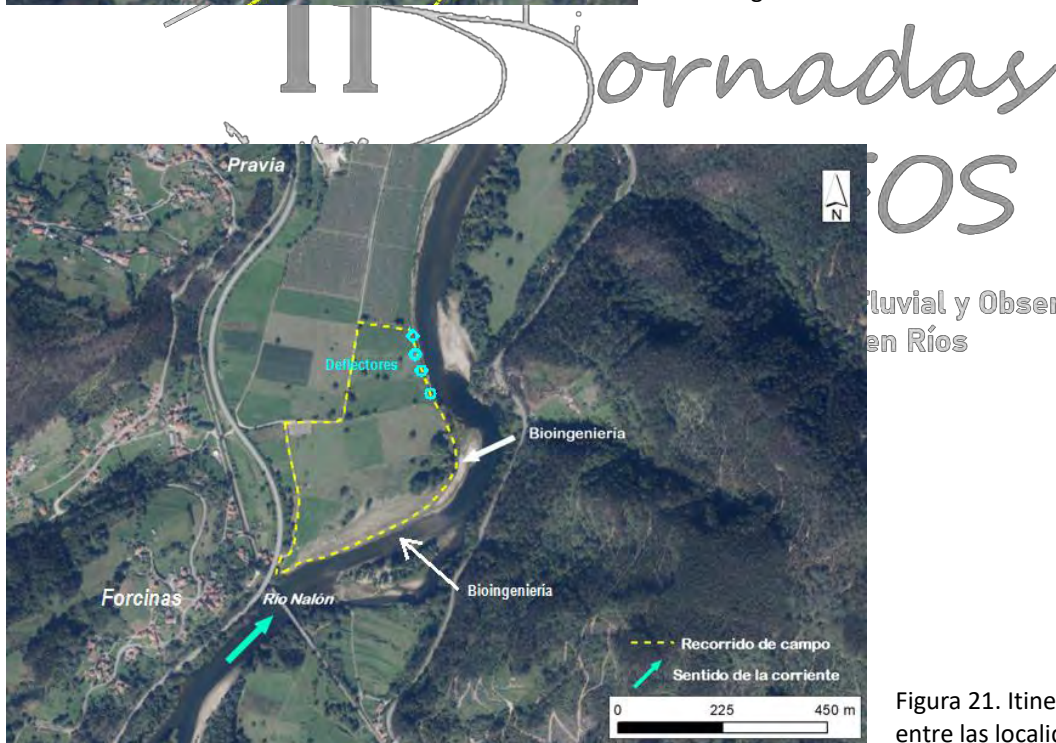 II Jornadas
Pravia
N
Fluvial y Obser
en Ríos
Deflectores
Bioingeniería
Bioingeniería
Forcinas
Río Nalón
Recorrido de campo
Sentido de la corriente
0 225 450 m
Figura 21. Itine
entre las localid